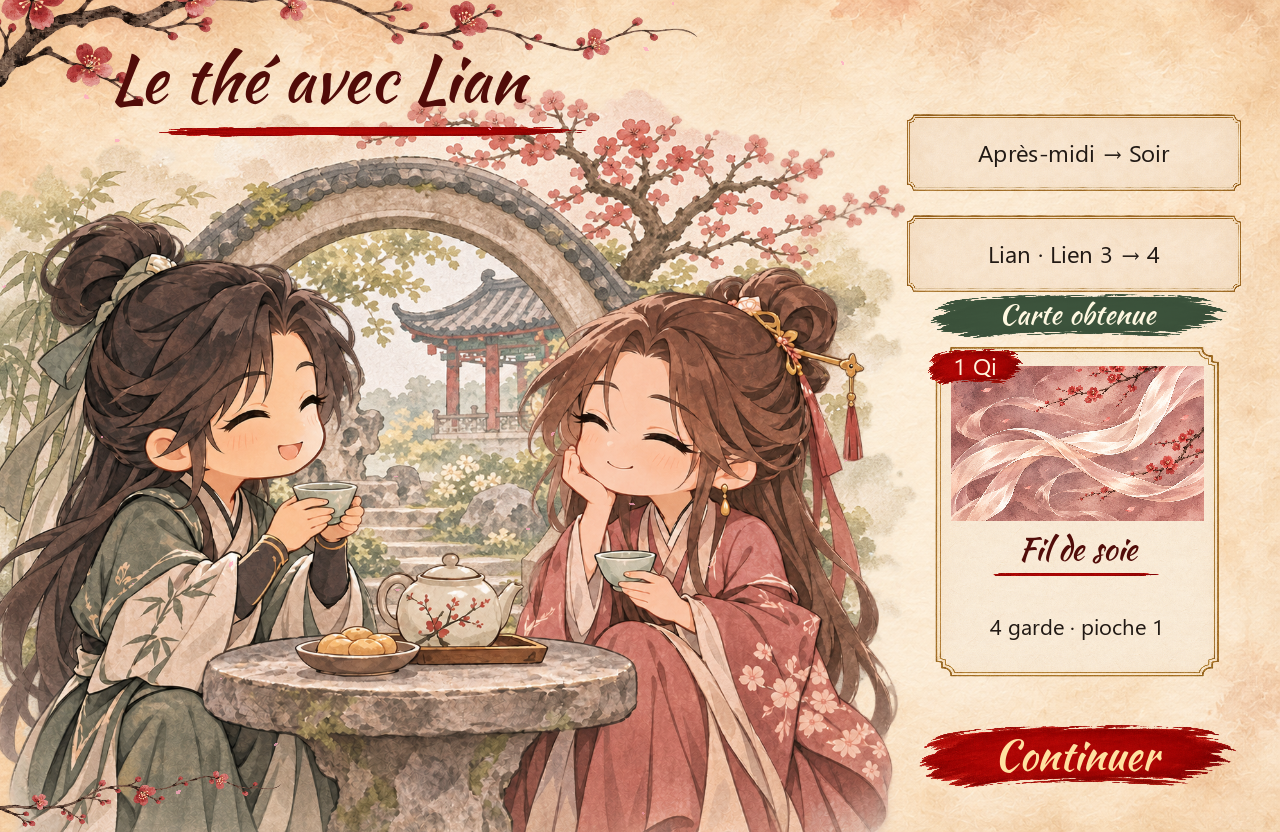 Le thé avec Lian
Après-midi → Soir
Lian · Lien 3 → 4
Carte obtenue
1 Qi
Fil de soie
4 garde · pioche 1
Continuer